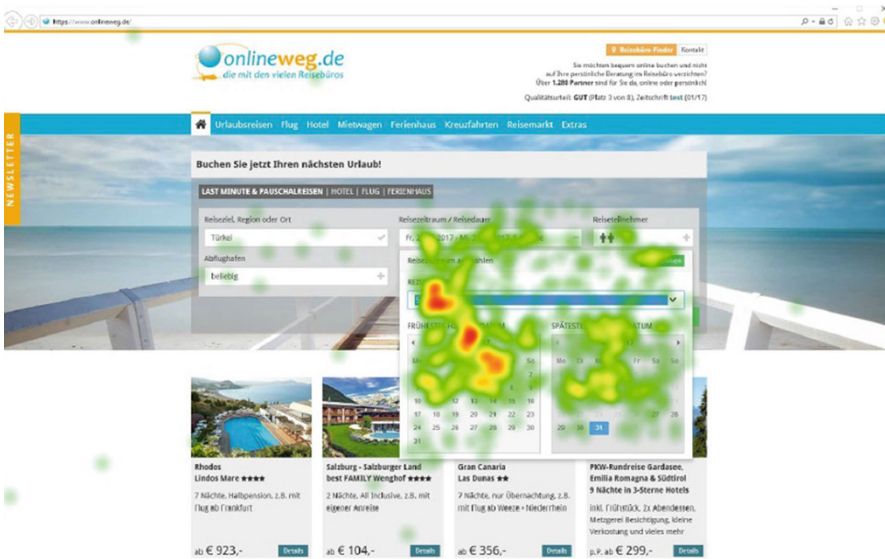 https://www.onlineweg.de/
onlineweg.de
die mit den vielen Reisebüros
Reisebüro-Finder Kontakt
Sie möchten bequem online buchen und nicht
auf Ihre persönliche Beratung im Reisebüro verzichten?
Über 1.280 Partner sind für Sie da, online oder persönlich!
Qualitätsurteil: GUT (Platz 3 von 8), Zeitschrift test (01/17)
NEWSLETTER
Urlaubsreisen Flug Hotel Mietwagen Ferienhaus Kreuzfahrten Reisemarkt Extras
Buchen Sie jetzt Ihren nächsten Urlaub!
LAST MINUTE & PAUSCHALREISEN | HOTEL | FLUG | FERIENHAUS
Reiseziel, Region oder Ort Reisezeitraum / Reisedauer Reiseteilnehmer
Türkei
Fr, 2017 - Mi,
Abflughafen
beliebig
FRÜHESTE
SPÄTESTE
10 12 13 14 15 16
17 18 19 20 21 22 23
27 28
24 25 26 27 28 29 30
29 30 31
31
Rhodos
Lindos Mare ★★★★
7 Nächte, Halbpension, z.B. mit
Flug ab Frankfurt
ab € 923,- Details
Salzburg - Salzburger Land
best FAMILY Wenghof ★★★★
2 Nächte, All Inclusive, z.B. mit
eigener Anreise
ab € 104,- Details
Gran Canaria
Las Dunas ★★
7 Nächte, nur Übernachtung, z.B.
mit Flug ab Weeze - Niederrhein
ab € 356,- Details
PKW-Rundreise Gardasee,
Emilia Romagna & Südtirol
9 Nächte in 3-Sterne Hotels
inkl. Frühstück, 2x Abendessen,
Metzgerei Besichtigung, kleine
Verkostung und vieles mehr
p.P. ab € 299,- Details